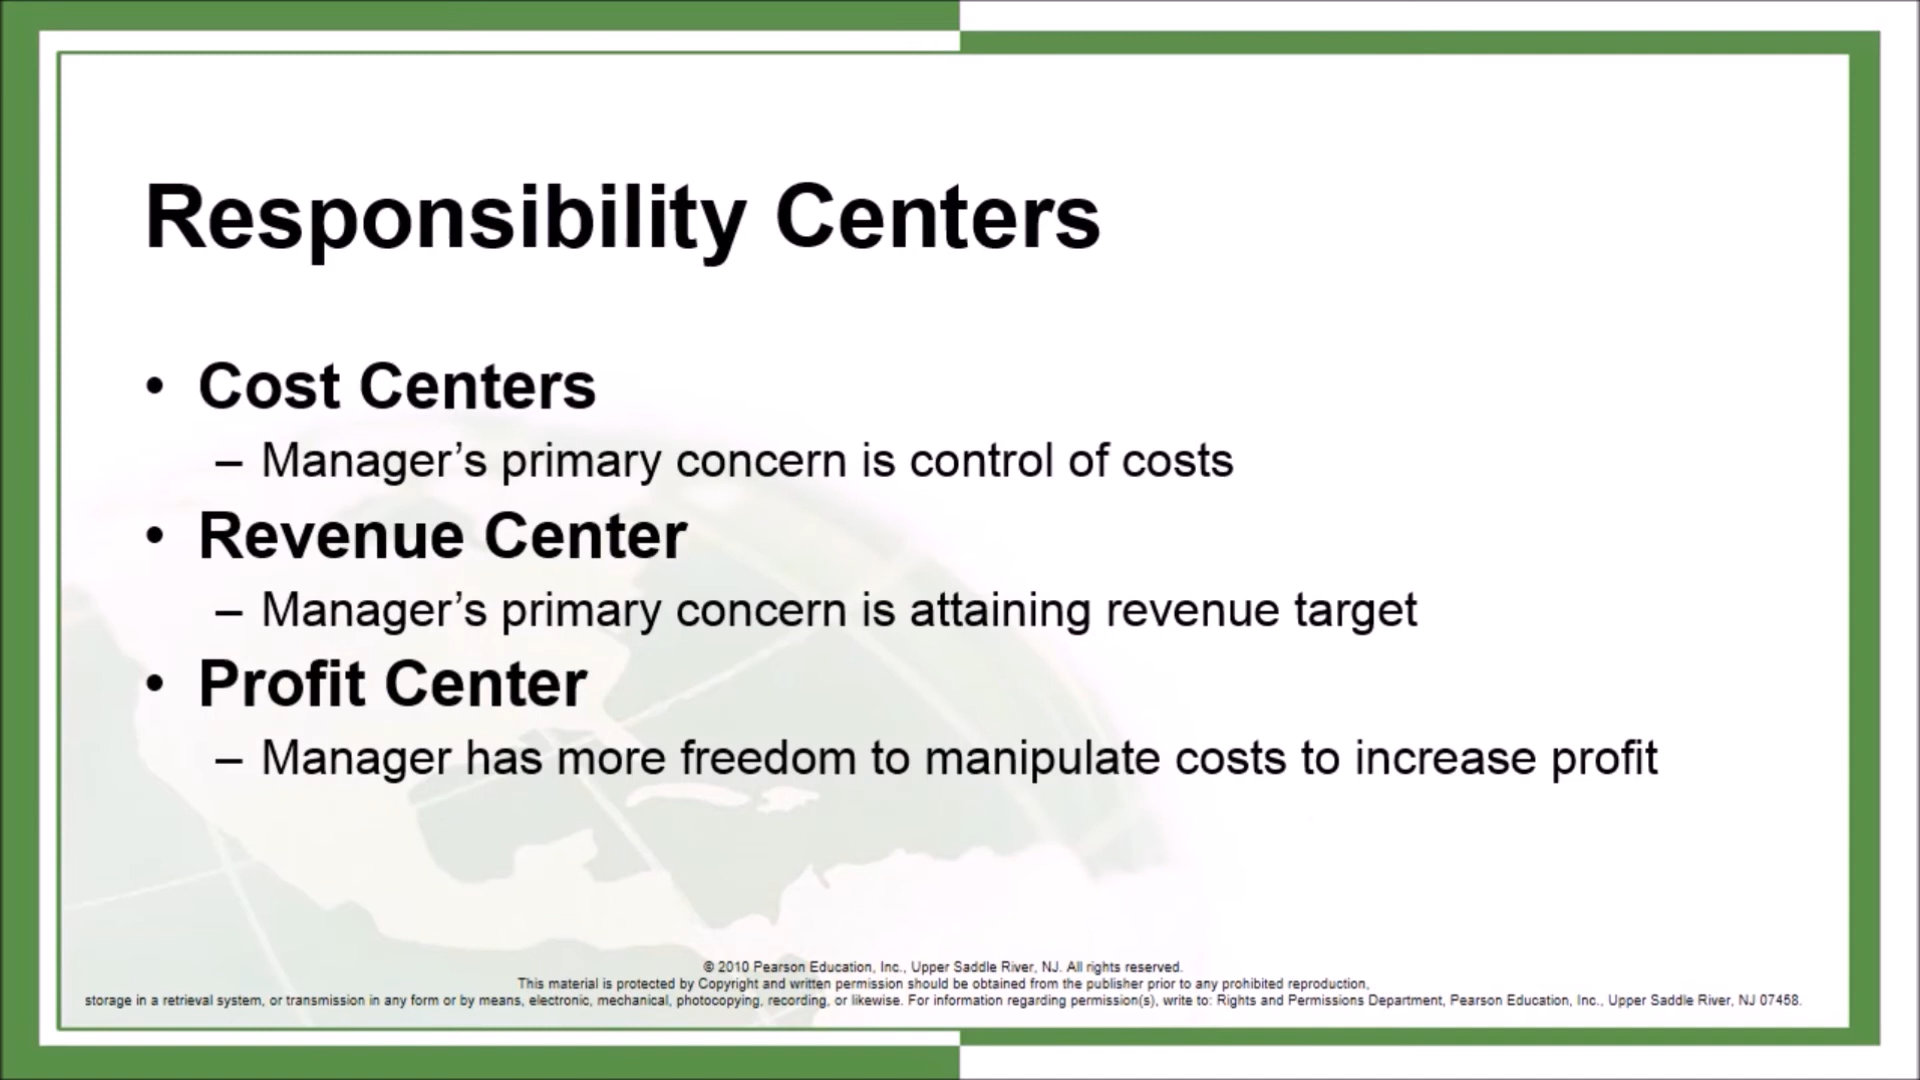 Responsibility Centers
• Cost Centers
– Manager’s primary concern is control of costs
• Revenue Center
– Manager’s primary concern is attaining revenue target
• Profit Center
– Manager has more freedom to manipulate costs to increase profit
© 2010 Pearson Education, Inc., Upper Saddle River, NJ. All rights reserved.
This material is protected by Copyright and written permission should be obtained from the publisher prior to any prohibited reproduction,
storage in a retrieval system, or transmission in any form or by means, electronic, mechanical, photocopying, recording, or likewise. For information regarding permission(s), write to: Rights and Permissions Department, Pearson Education, Inc., Upper Saddle River, NJ 07458.